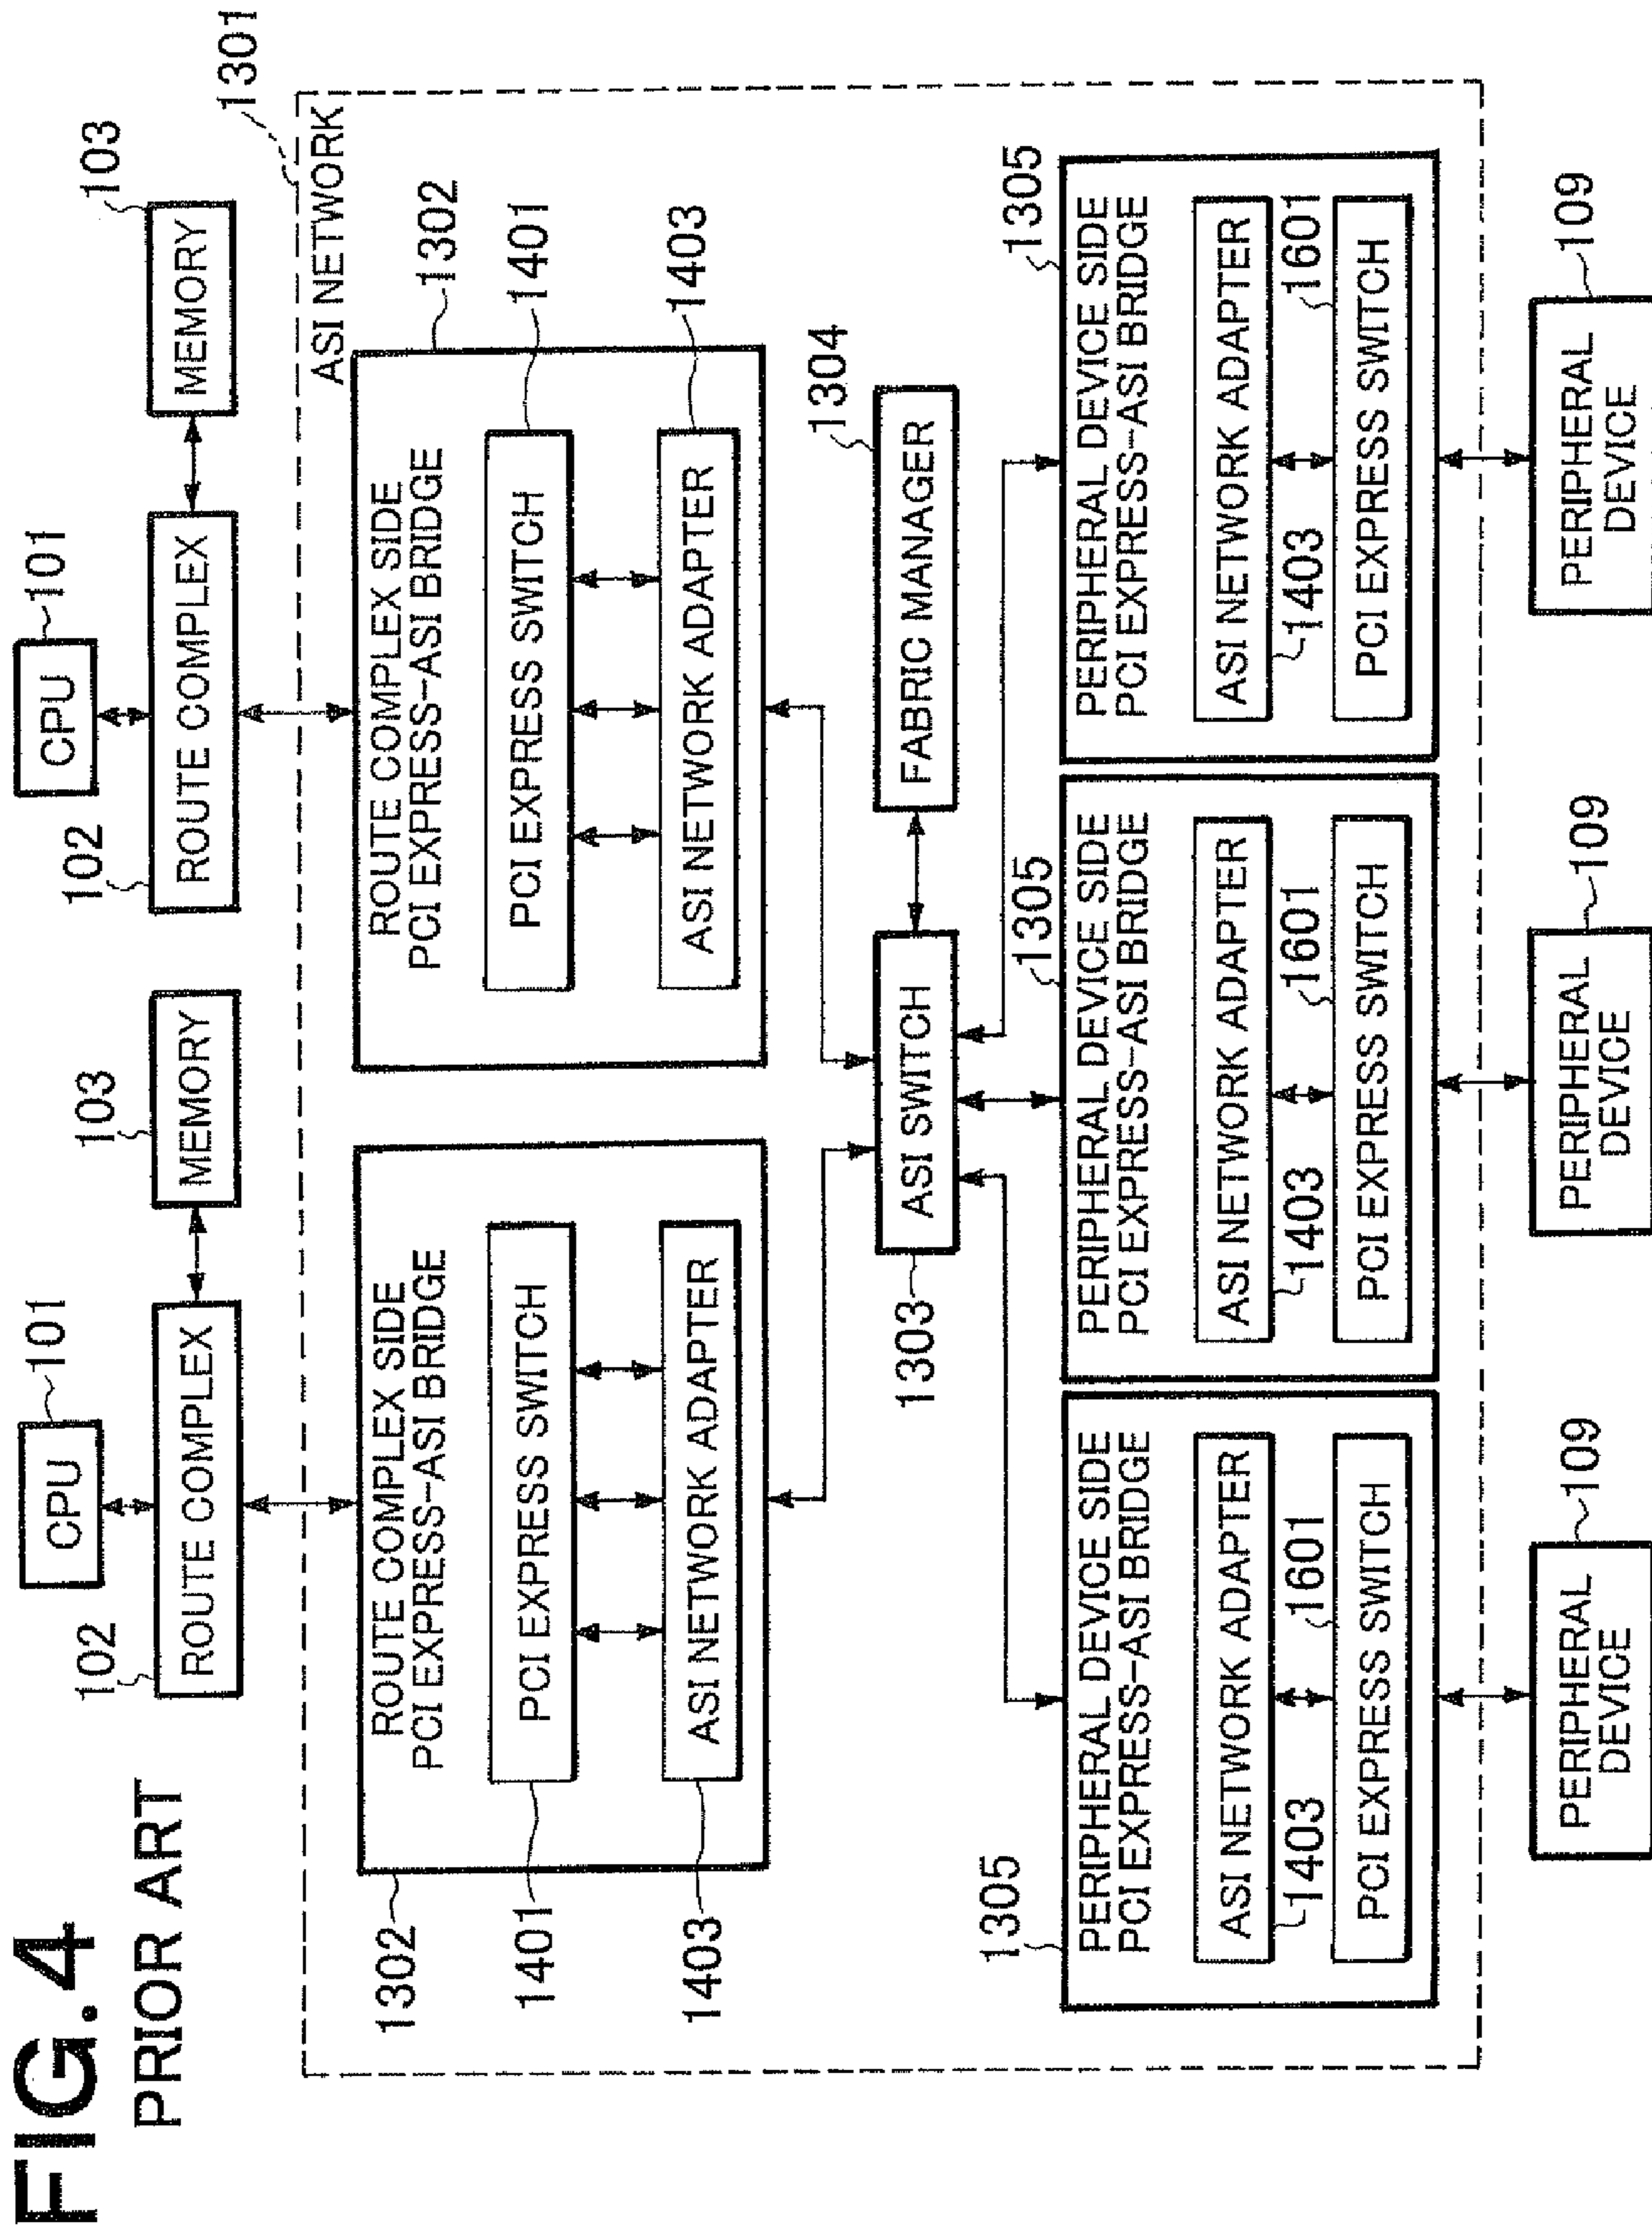 FIG.4
PRIOR ART
101
CPU
101
CPU
102
ROUTE COMPLEX
103
MEMORY
102
ROUTE COMPLEX
103
MEMORY
1301
ASI NETWORK
1302
ROUTE COMPLEX SIDE
PCI EXPRESS-ASI BRIDGE
1401
PCI EXPRESS SWITCH
1403
ASI NETWORK ADAPTER
1302
ROUTE COMPLEX SIDE
PCI EXPRESS-ASI BRIDGE
1401
PCI EXPRESS SWITCH
1403
ASI NETWORK ADAPTER
1303
ASI SWITCH
1304
FABRIC MANAGER
1305
PERIPHERAL DEVICE SIDE
PCI EXPRESS-ASI BRIDGE
ASI NETWORK ADAPTER
1403
1601
PCI EXPRESS SWITCH
1305
PERIPHERAL DEVICE SIDE
PCI EXPRESS-ASI BRIDGE
ASI NETWORK ADAPTER
1403
1601
PCI EXPRESS SWITCH
1305
PERIPHERAL DEVICE SIDE
PCI EXPRESS-ASI BRIDGE
ASI NETWORK ADAPTER
1403
1601
PCI EXPRESS SWITCH
109
PERIPHERAL
DEVICE
109
PERIPHERAL
DEVICE
109
PERIPHERAL
DEVICE